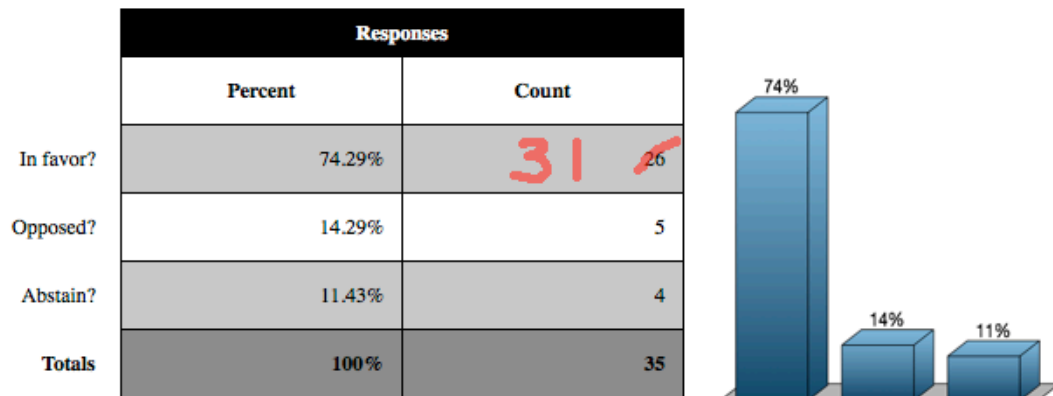 Responses
Percent Count
In favor? 74.29% 31 26
Opposed? 14.29% 5
Abstain? 11.43% 4
Totals 100% 35
74%
14%
11%